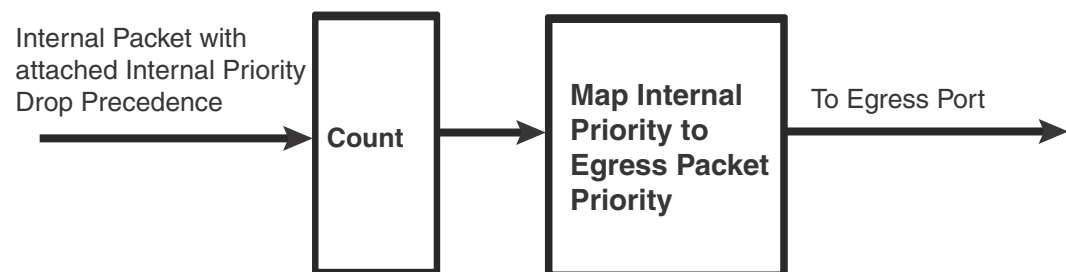 Internal Packet with
attached Internal Priority
Drop Precedence
Count
Map Internal
Priority to
Egress Packet
Priority
To Egress Port